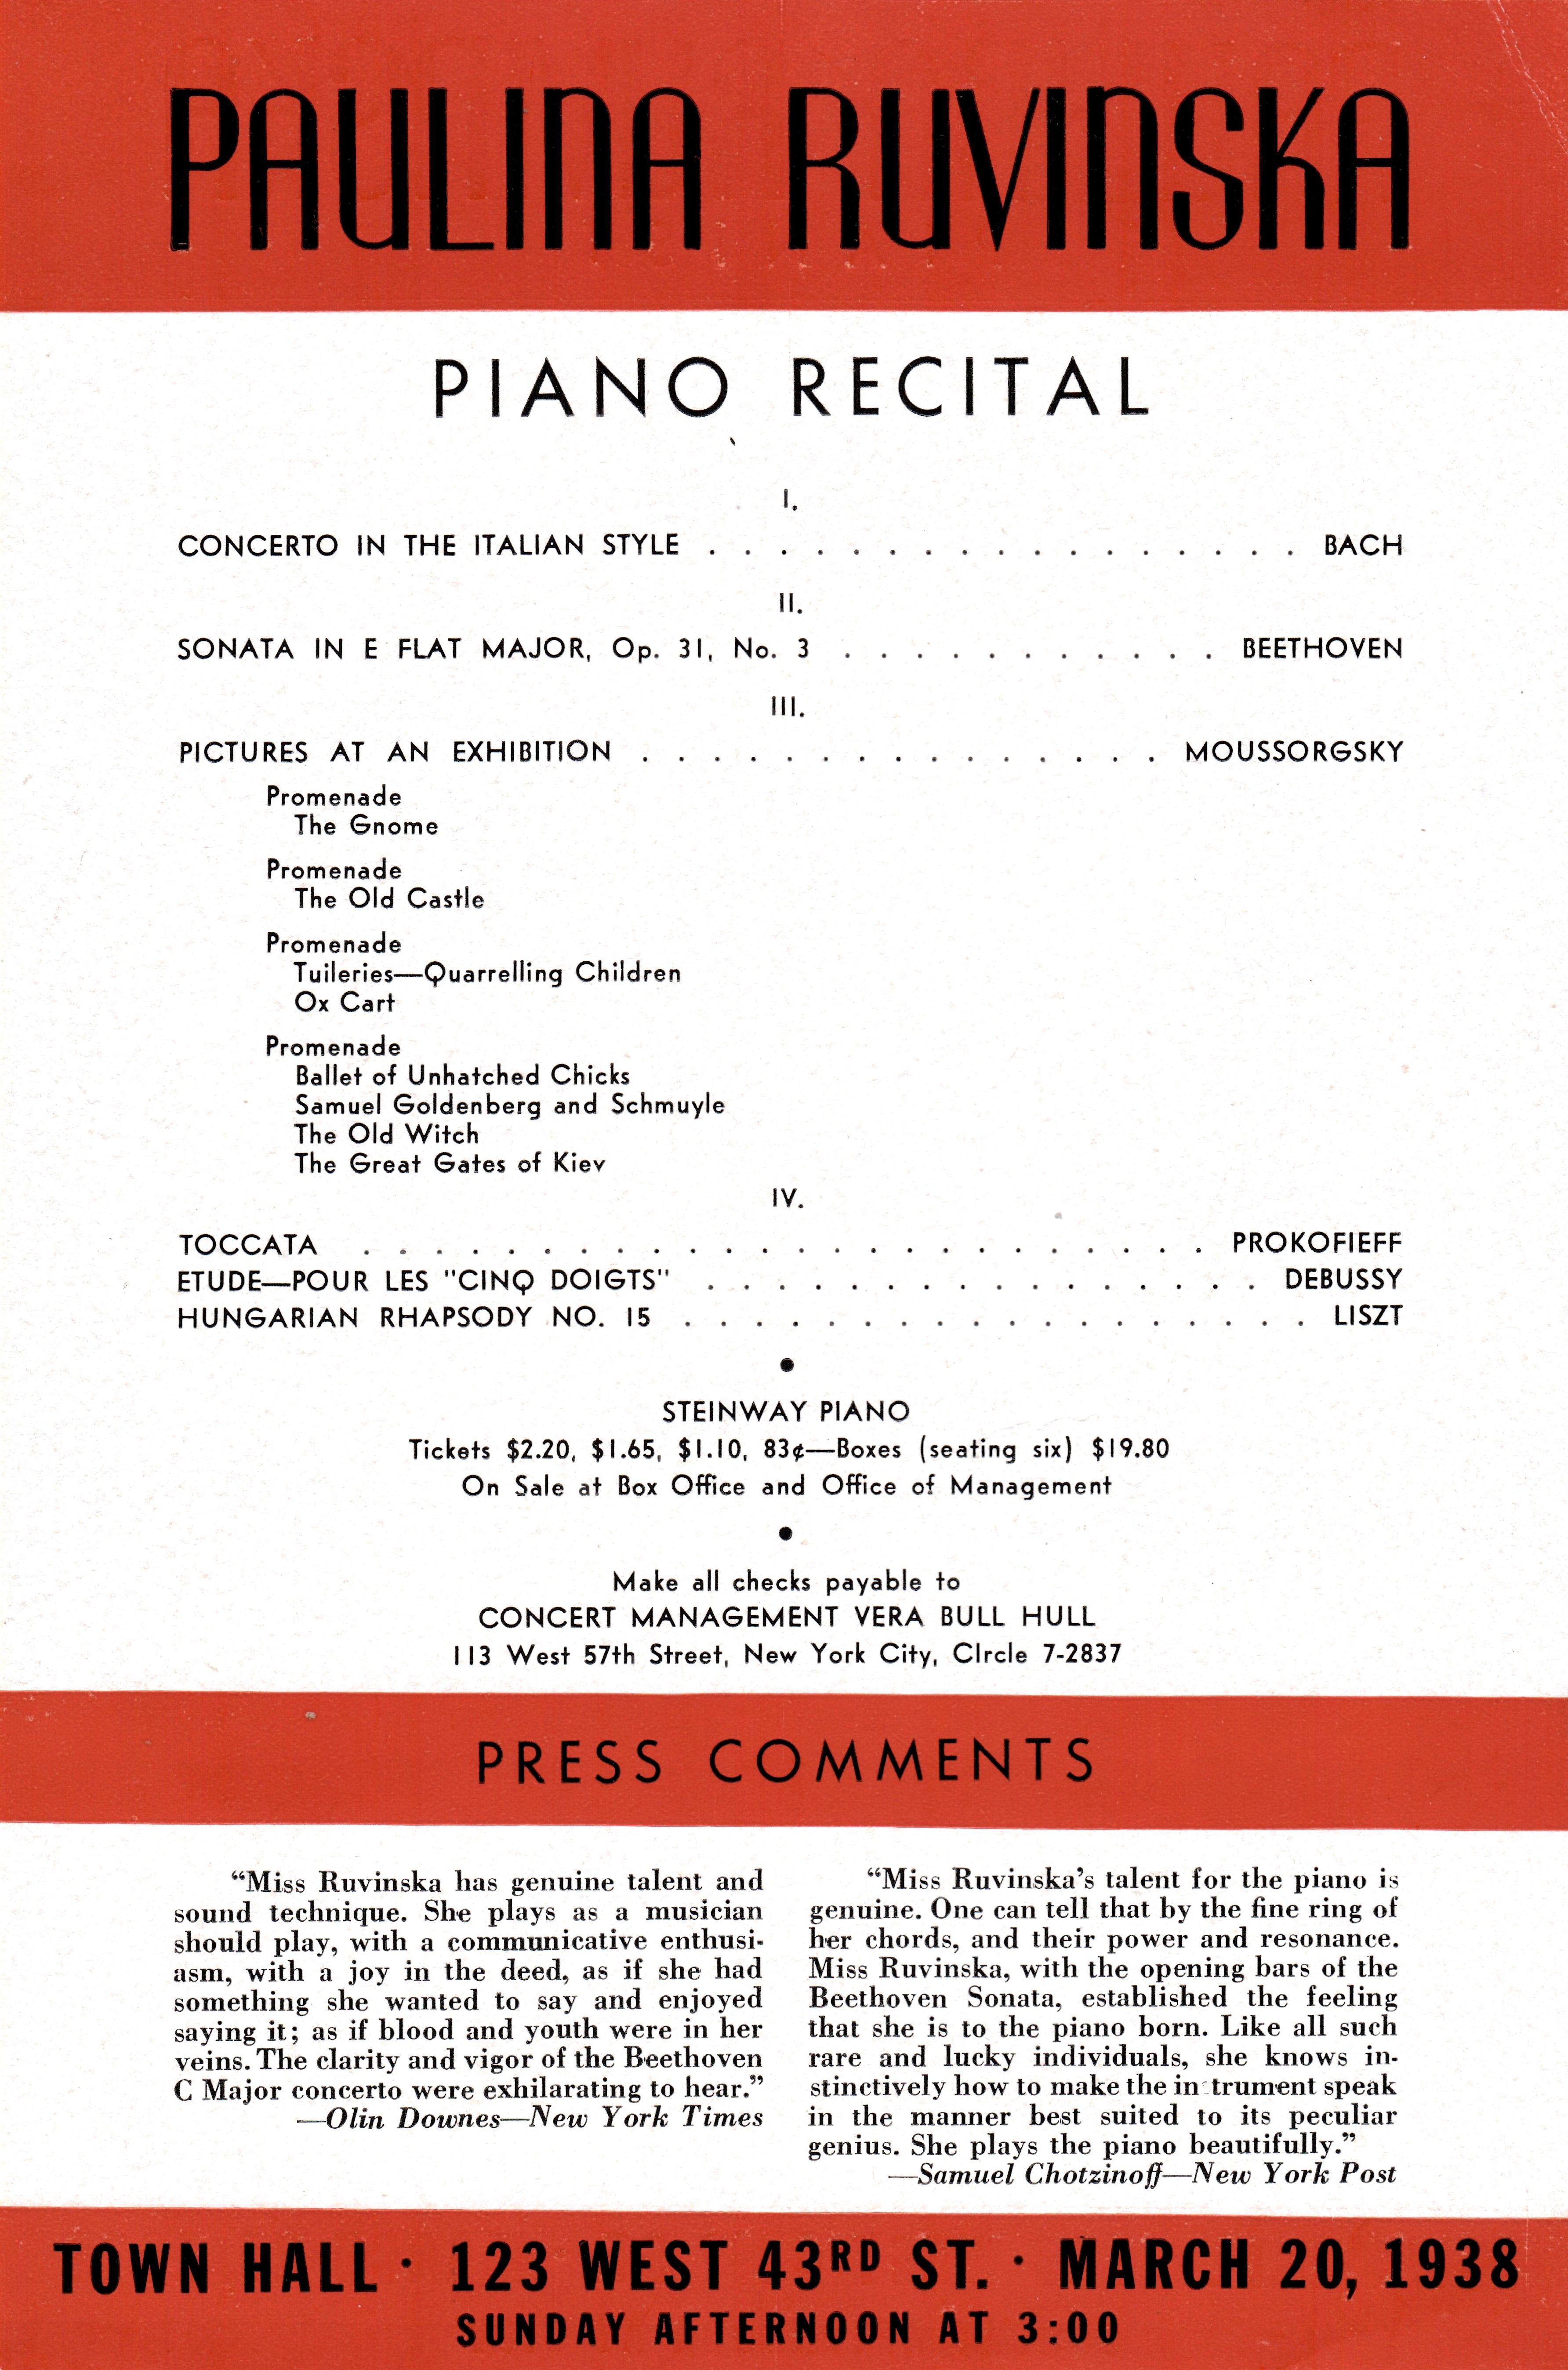 PAULINA RUVINSKA
PIANO RECITAL
I.
CONCERTO IN THE ITALIAN STYLE . . . . . . . . . . . . . . . . . BACH
II.
SONATA IN E FLAT MAJOR, Op. 31, No. 3 . . . . . . . . . . . BEETHOVEN
III.
PICTURES AT AN EXHIBITION . . . . . . . . . . . . . . . MOUSSORGSKY
Promenade
The Gnome
Promenade
The Old Castle
Promenade
Tuileries—Quarrelling Children
Ox Cart
Promenade
Ballet of Unhatched Chicks
Samuel Goldenberg and Schmuyle
The Old Witch
The Great Gates of Kiev
IV.
TOCCATA . . . . . . . . . . . . . . . . . . . . . . . . PROKOFIEFF
ETUDE—POUR LES "CINQ DOIGTS" . . . . . . . . . . . . . . . . DEBUSSY
HUNGARIAN RHAPSODY NO. 15 . . . . . . . . . . . . . . . . . . LISZT
●
STEINWAY PIANO
Tickets $2.20, $1.65, $1.10, 83¢—Boxes (seating six) $19.80
On Sale at Box Office and Office of Management
●
Make all checks payable to
CONCERT MANAGEMENT VERA BULL HULL
113 West 57th Street, New York City, CIrcle 7-2837
PRESS COMMENTS
“Miss Ruvinska has genuine talent and
sound technique. She plays as a musician
should play, with a communicative enthusi-
asm, with a joy in the deed, as if she had
something she wanted to say and enjoyed
saying it; as if blood and youth were in her
veins. The clarity and vigor of the Beethoven
C Major concerto were exhilarating to hear.”
—Olin Downes—New York Times
“Miss Ruvinska’s talent for the piano is
genuine. One can tell that by the fine ring of
her chords, and their power and resonance.
Miss Ruvinska, with the opening bars of the
Beethoven Sonata, established the feeling
that she is to the piano born. Like all such
rare and lucky individuals, she knows in-
stinctively how to make the in trument speak
in the manner best suited to its peculiar
genius. She plays the piano beautifully.”
—Samuel Chotzinoff—New York Post
TOWN HALL · 123 WEST 43RD ST. · MARCH 20, 1938
SUNDAY AFTERNOON AT 3:00